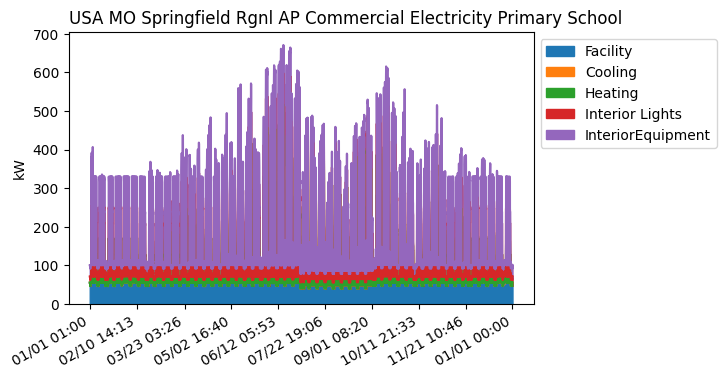 USA MO Springfield Rgnl AP Commercial Electricity Primary School
700
600
500
400
300
200
100
0
kW
Facility
Cooling
Heating
Interior Lights
InteriorEquipment
01/01 01:00
02/10 14:13
03/23 03:26
05/02 16:40
06/12 05:53
07/22 19:06
09/01 08:20
10/11 21:33
11/21 10:46
01/01 00:00